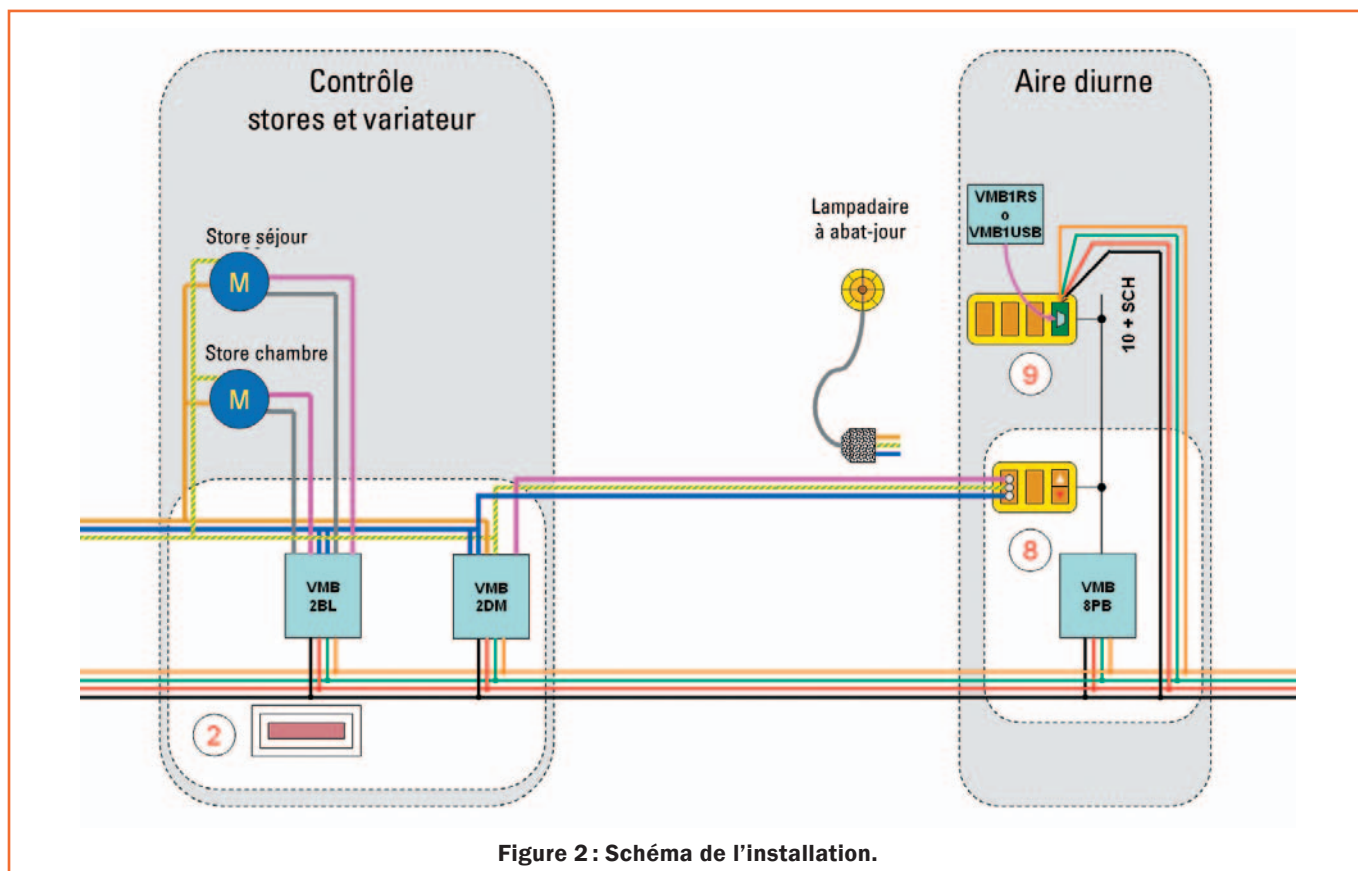 Contrôle
stores et variateur
Aire diurne
VMB1RS
o
VMB1USB
Lampadaire
à abat-jour
Store séjour
M
10 + SCH
Store chambre
9
M
8
VMB
2BL
VMB
2DM
VMB
8PB
2
Figure 2 : Schéma de l'installation.